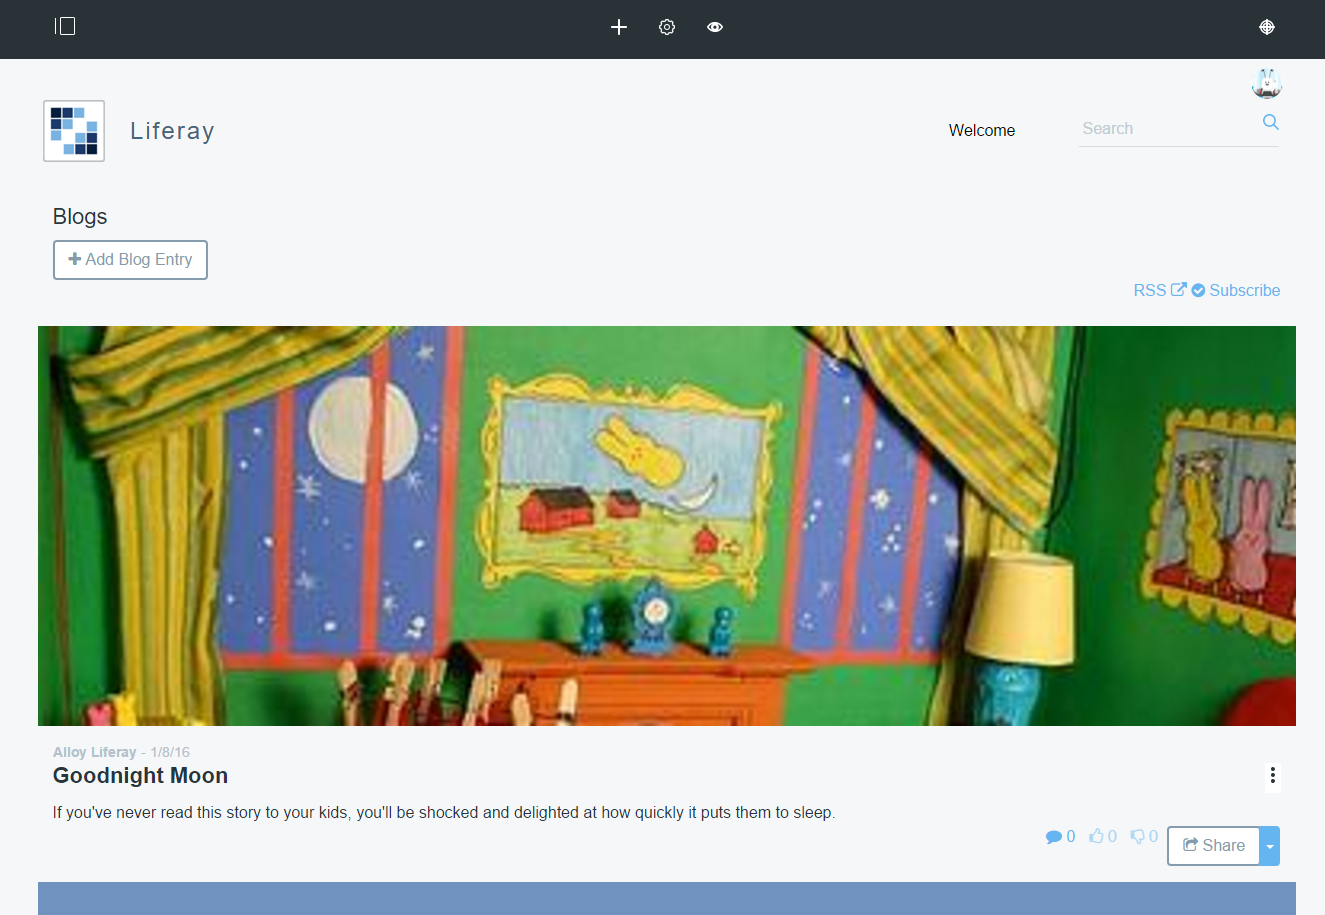 Liferay
Welcome
Search
Blogs
Add Blog Entry
RSS Subscribe
Alloy Liferay - 1/8/16
Goodnight Moon
If you've never read this story to your kids, you'll be shocked and delighted at how quickly it puts them to sleep.
0 0 0 Share